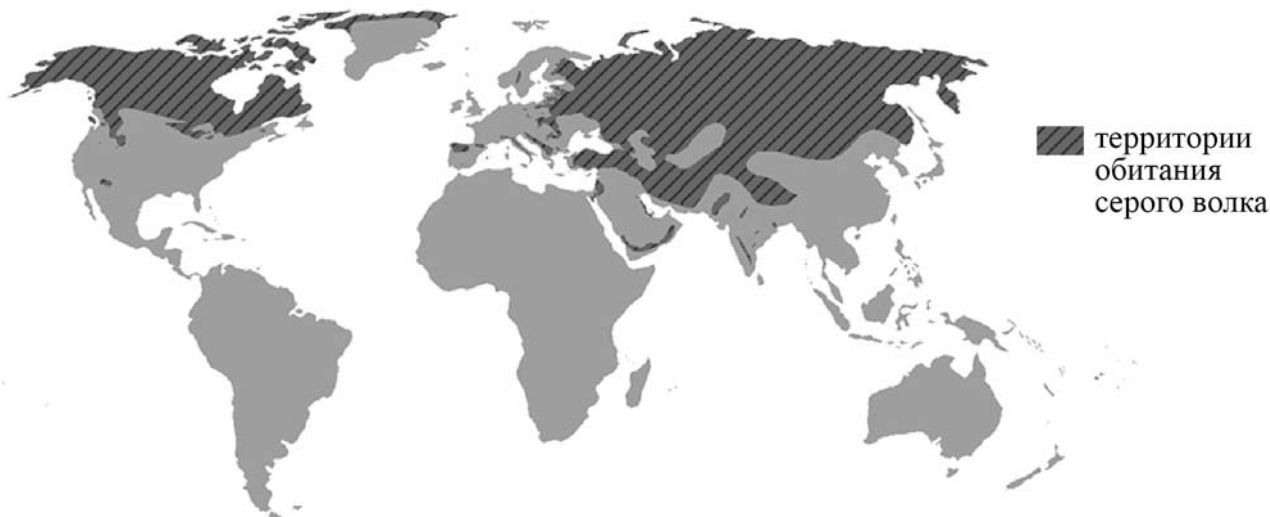 территории
обитания
серого волка